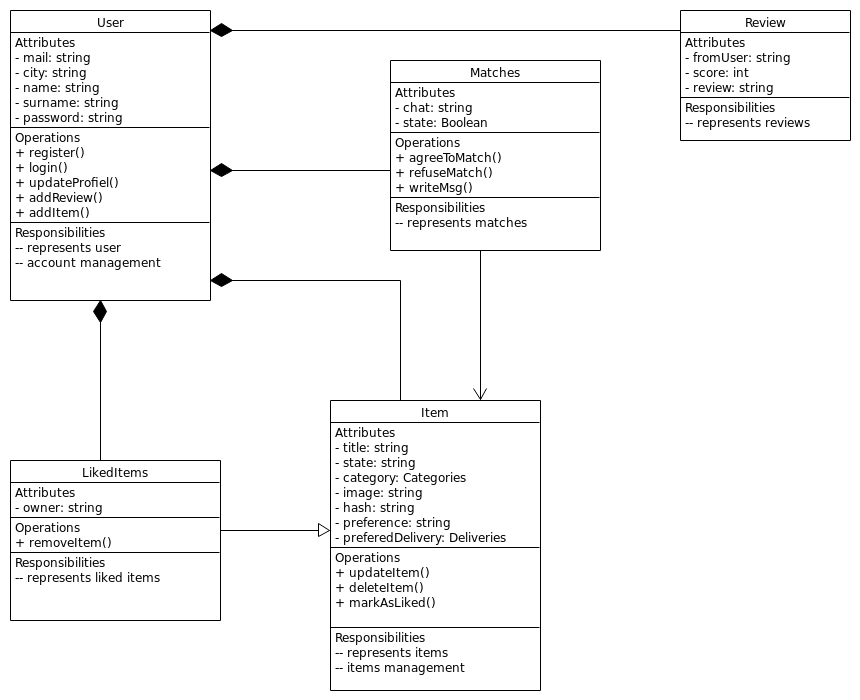 User
Attributes
- mail: string
- city: string
- name: string
- surname: string
- password: string
Operations
+ register()
+ login()
+ updateProfiel()
+ addReview()
+ addItem()
Responsibilities
-- represents user
-- account management
Matches
Attributes
- chat: string
- state: Boolean
Operations
+ agreeToMatch()
+ refuseMatch()
+ writeMsg()
Responsibilities
-- represents matches
Review
Attributes
- fromUser: string
- score: int
- review: string
Responsibilities
-- represents reviews
LikedItems
Attributes
- owner: string
Operations
+ removeItem()
Responsibilities
-- represents liked items
Item
Attributes
- title: string
- state: string
- category: Categories
- image: string
- hash: string
- preference: string
- preferedDelivery: Deliveries
Operations
+ updateItem()
+ deleteItem()
+ markAsLiked()
Responsibilities
-- represents items
-- items management